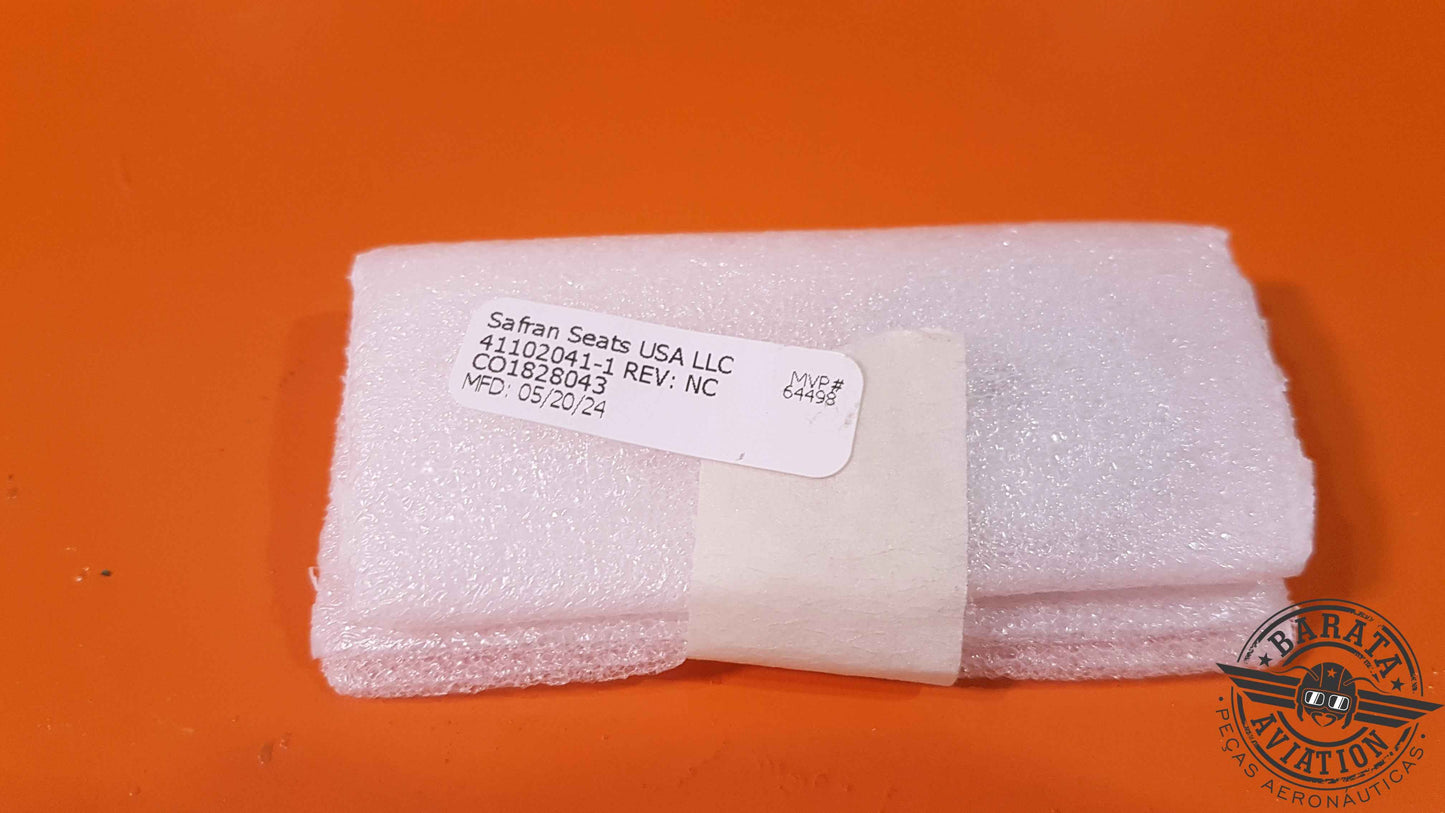 Safran Seats USA LLC
41102041-1 REV: NC
CO1828043
MFD: 05/20/24
MVP#
64498
BARATA
AVIATION
• PEÇAS AERONÁUTICAS •